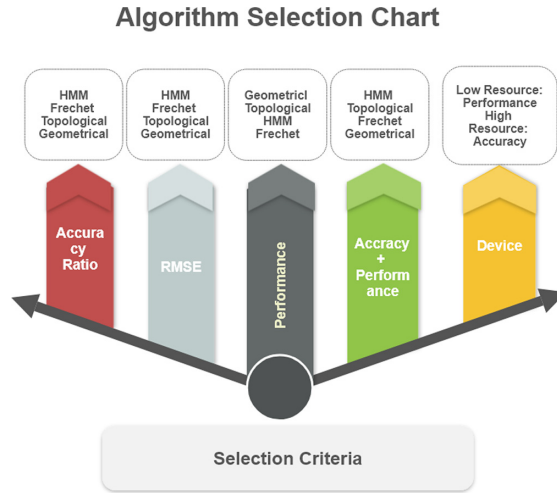 Algorithm Selection Chart
HMM
Frechet
Topological
Geometrical
HMM
Frechet
Topological
Geometrical
Geometricl
Topological
HMM
Frechet
HMM
Topological
Frechet
Geometrical
Low Resource:
Performance
High
Resource:
Accuracy
Accura
cy
Ratio
RMSE
Performance
Accracy
+
Perform
ance
Device
Selection Criteria